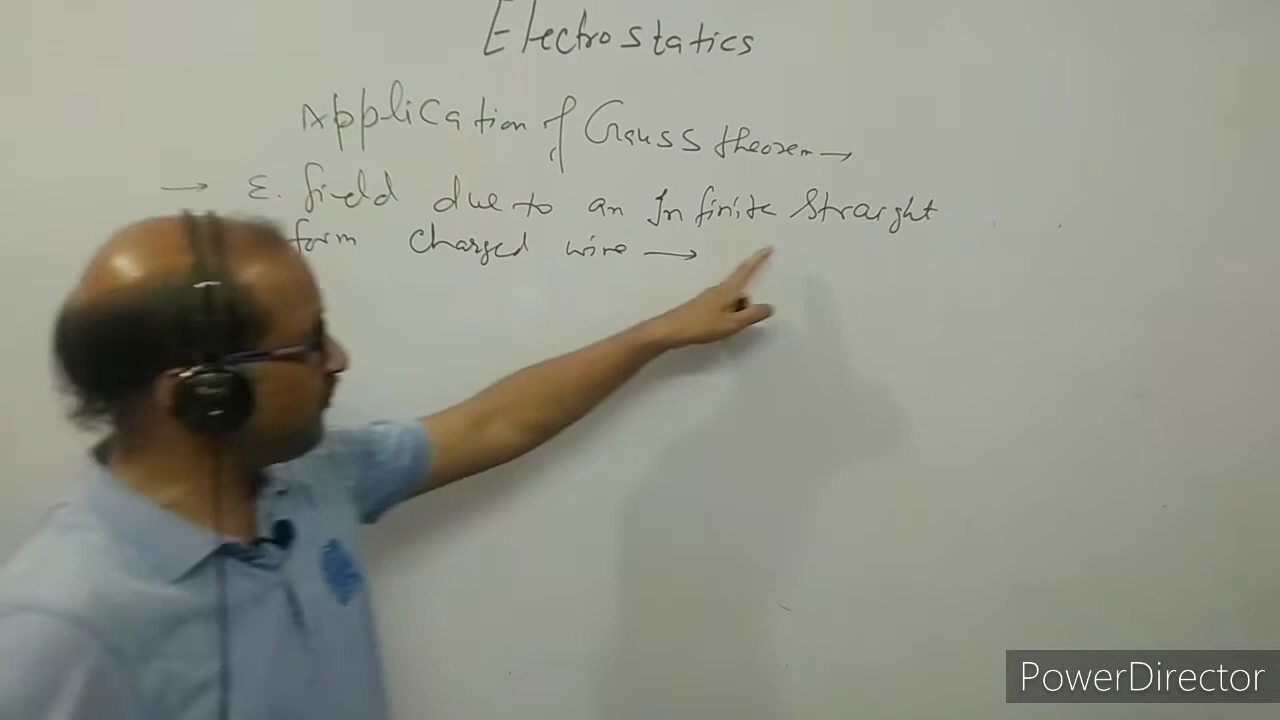 Electrostatics
Application of Gauss theorem →
→ E. field due to an Infinite Straight
form charged wire →
PowerDirector